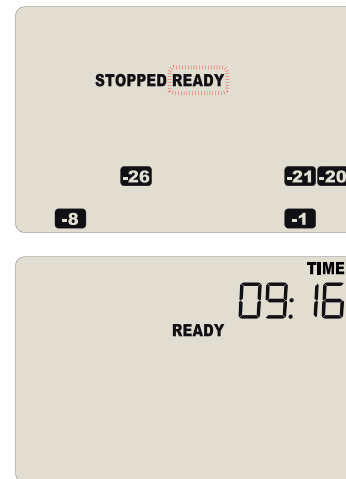 STOPPED READY
-26 -21 -20
-8 -1
TIME
09:16
READY